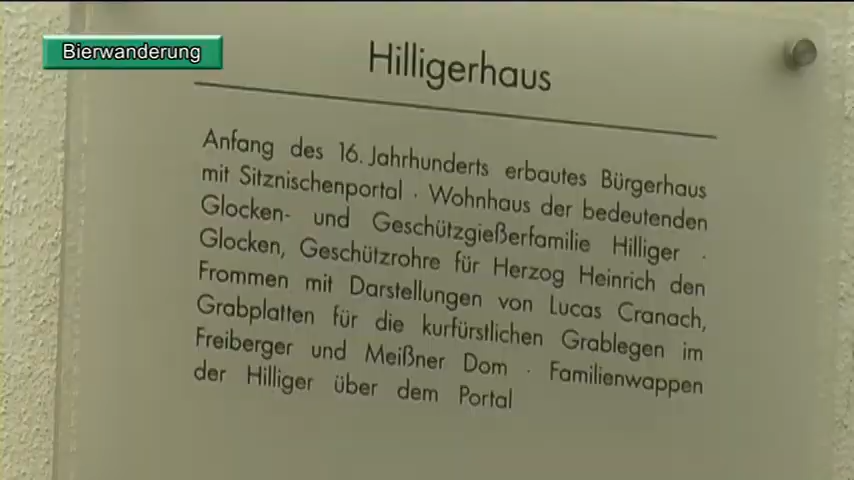 Bierwanderung
Hilligerhaus
Anfang des 16. Jahrhunderts erbautes Bürgerhaus
mit Sitznischenportal · Wohnhaus der bedeutenden
Glocken- und Geschützgießerfamilie Hilliger ·
Glocken, Geschützrohre für Herzog Heinrich den
Frommen mit Darstellungen von Lucas Cranach,
Grabplatten für die kurfürstlichen Grablegen im
Freiberger und Meißner Dom · Familienwappen
der Hilliger über dem Portal